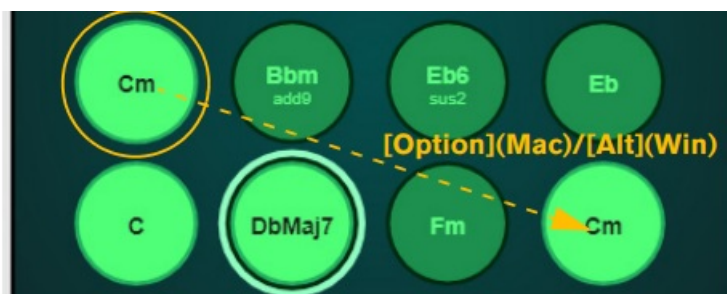 Cm
Bbm
add9
Eb6
sus2
Eb
[Option](Mac)/[Alt](Win)
C
DbMaj7
Fm
Cm